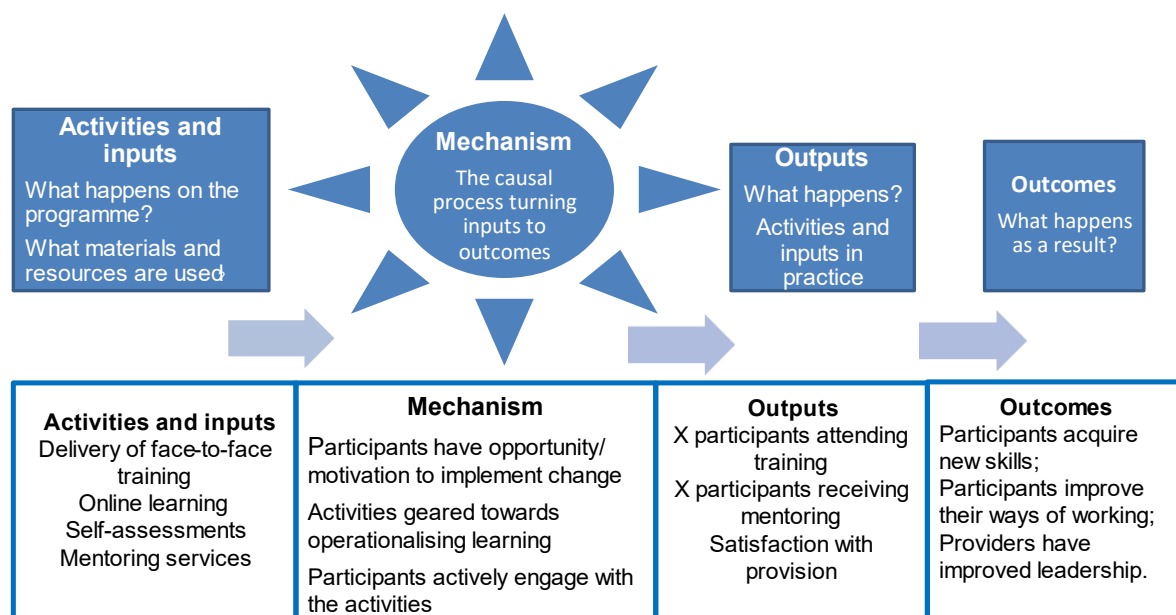 Activities and
inputs
What happens on the
programme?
What materials and
resources are used?
Mechanism
The causal
process turning
inputs to
outcomes
Outputs
What happens?
Activities and
inputs in
practice
Outcomes
What happens
as a result?
Activities and inputs
Delivery of face-to-face
training
Online learning
Self-assessments
Mentoring services
Mechanism
Participants have opportunity/
motivation to implement change
Activities geared towards
operationalising learning
Participants actively engage with
the activities
Outputs
X participants attending
training
X participants receiving
mentoring
Satisfaction with
provision
Outcomes
Participants acquire
new skills;
Participants improve
their ways of working;
Providers have
improved leadership.